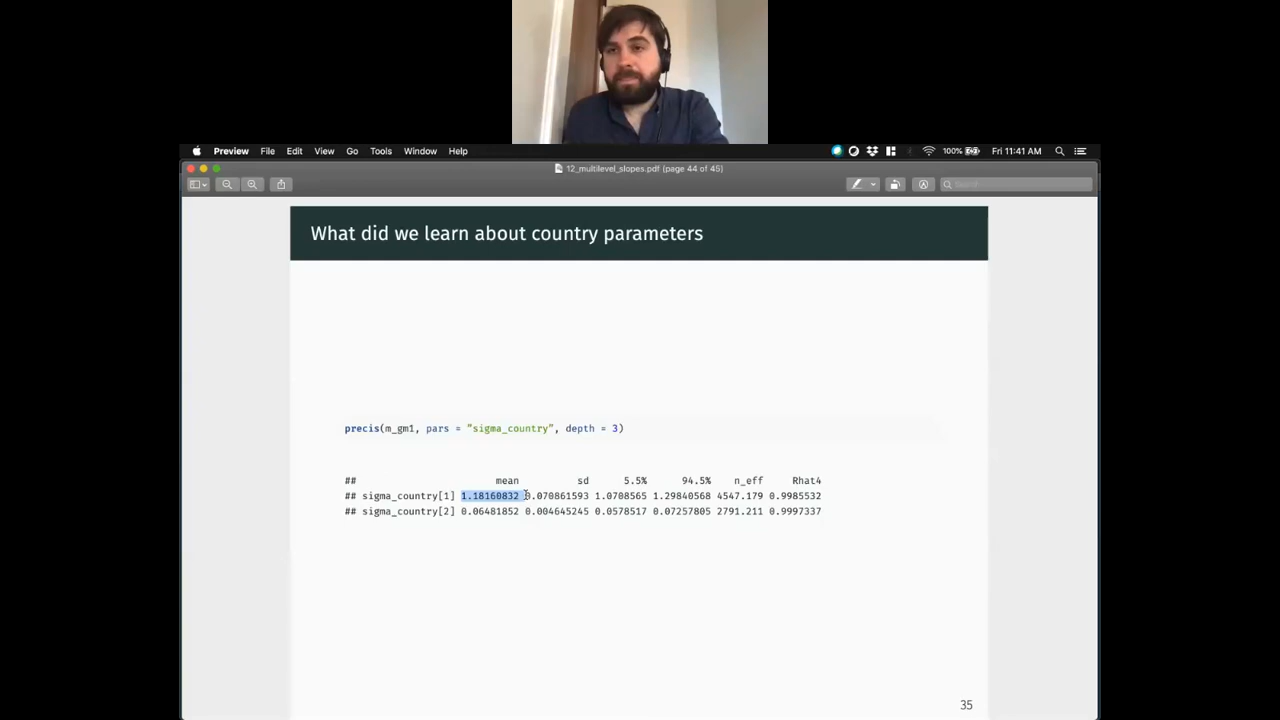 Preview File Edit View Go Tools Window Help 100% Fri 11:41 AM
12_multilevel_slopes.pdf (page 44 of 45)
Search
What did we learn about country parameters
precis(m_gm1, pars = "sigma_country", depth = 3)
## mean sd 5.5% 94.5% n_eff Rhat4
## sigma_country[1] 1.18160832 0.070861593 1.0708565 1.29840568 4547.179 0.9985532
## sigma_country[2] 0.06481852 0.004645245 0.0578517 0.07257805 2791.211 0.9997337
35